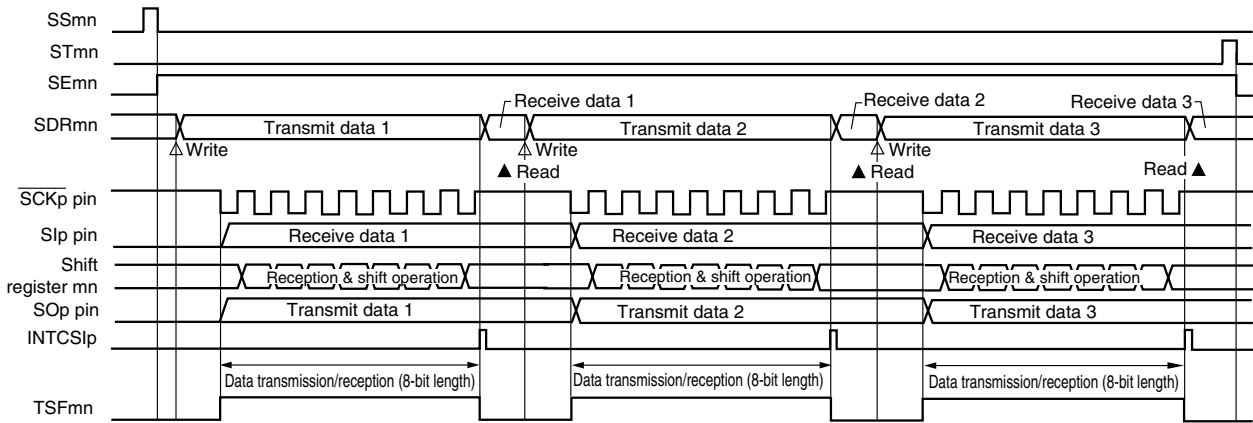 SSmn
STmn
SEmn
Receive data 1
Receive data 2
Receive data 3
SDRmn
Transmit data 1
Transmit data 2
Transmit data 3
Write
Write
Write
▲ Read
▲ Read
Read ▲
SCKp pin
SIp pin
Receive data 1
Receive data 2
Receive data 3
Shift
register mn
Reception & shift operation
Reception & shift operation
Reception & shift operation
SOp pin
Transmit data 1
Transmit data 2
Transmit data 3
INTCSIp
Data transmission/reception (8-bit length)
Data transmission/reception (8-bit length)
Data transmission/reception (8-bit length)
TSFmn